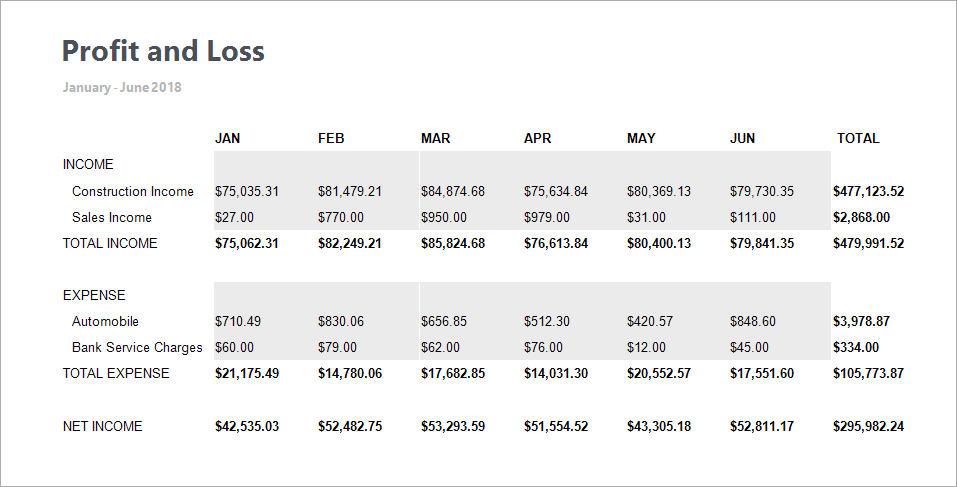 Profit and Loss
January - June 2018
JAN FEB MAR APR MAY JUN TOTAL
INCOME
Construction Income $75,035.31 $81,479.21 $84,874.68 $75,634.84 $80,369.13 $79,730.35 $477,123.52
Sales Income $27.00 $770.00 $950.00 $979.00 $31.00 $111.00 $2,868.00
TOTAL INCOME $75,062.31 $82,249.21 $85,824.68 $76,613.84 $80,400.13 $79,841.35 $479,991.52
EXPENSE
Automobile $710.49 $830.06 $656.85 $512.30 $420.57 $848.60 $3,978.87
Bank Service Charges $60.00 $79.00 $62.00 $76.00 $12.00 $45.00 $334.00
TOTAL EXPENSE $21,175.49 $14,780.06 $17,682.85 $14,031.30 $20,552.57 $17,551.60 $105,773.87
NET INCOME $42,535.03 $52,482.75 $53,293.59 $51,554.52 $43,305.18 $52,811.17 $295,982.24